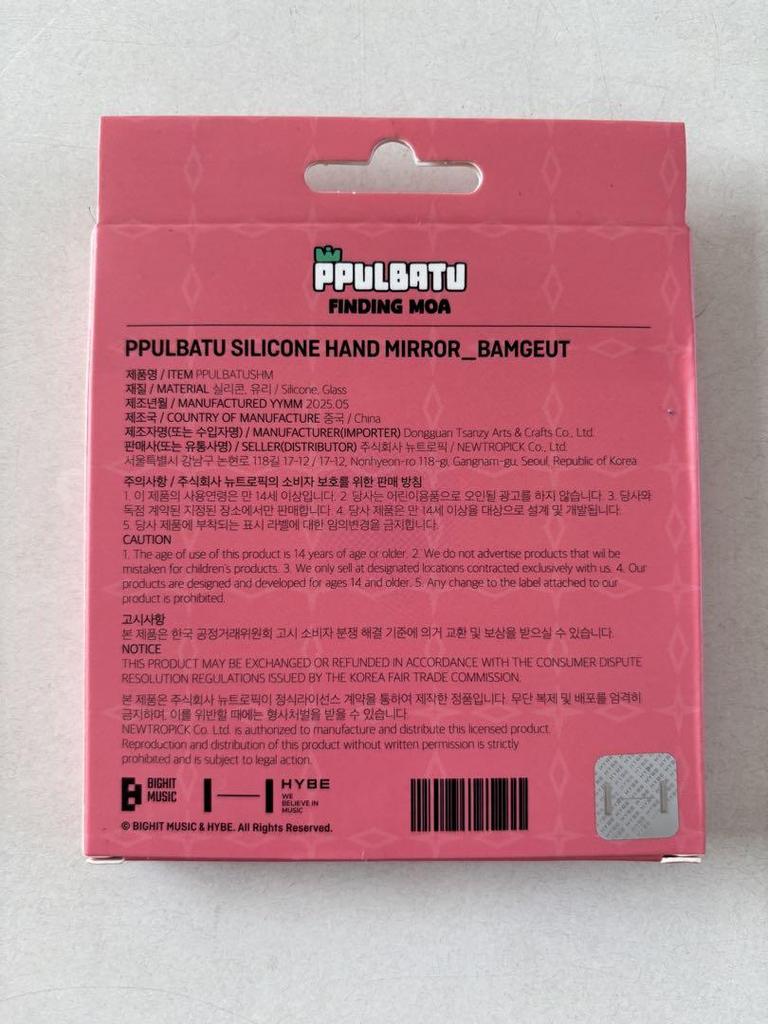 PPULBATU
FINDING MOA
PPULBATU SILICONE HAND MIRROR_BAMGEUT
제품명 / ITEM PPULBATUSHM
재질 / MATERIAL 실리콘, 유리 / Silicone, Glass
제조년월 / MANUFACTURED YYMM 2025.05
제조국 / COUNTRY OF MANUFACTURE 중국 / China
제조자명(또는 수입자명) / MANUFACTURER(IMPORTER) Dongguan Tsanzy Arts & Crafts Co., Ltd.
판매사(또는 유통사명) / SELLER(DISTRIBUTOR) 주식회사 뉴트로픽 / NEWTROPICK Co., Ltd.
서울특별시 강남구 논현로 118길 17-12 / 17-12, Nonhyeon-ro 118-gi, Gangnam-gu, Seoul, Republic of Korea
주의사항 / 주식회사 뉴트로픽의 소비자 보호를 위한 판매 방침
1. 이 제품의 사용연령은 만 14세 이상입니다. 2. 당사는 어린이용품으로 오인될 광고를 하지 않습니다. 3. 당사와
독점 계약된 지정된 장소에서만 판매합니다. 4. 당사 제품은 만 14세 이상을 대상으로 설계 및 개발됩니다.
5. 당사 제품에 부착되는 표시 라벨에 대한 임의변경을 금지합니다.
CAUTION
1. The age of use of this product is 14 years of age or older. 2. We do not advertise products that wil be
mistaken for children's products. 3. We only sell at designated locations contracted exclusively with us. 4. Our
products are designed and developed for ages 14 and older. 5. Any change to the label attached to our
product is prohibited.
고시사항
본 제품은 한국 공정거래위원회 고시 소비자 분쟁 해결 기준에 의거 교환 및 보상을 받으실 수 있습니다.
NOTICE
THIS PRODUCT MAY BE EXCHANGED OR REFUNDED IN ACCORDANCE WITH THE CONSUMER DISPUTE
RESOLUTION REGULATIONS ISSUED BY THE KOREA FAIR TRADE COMMISSION.
본 제품은 주식회사 뉴트로픽이 정식라이선스 계약을 통하여 제작한 정품입니다. 무단 복제 및 배포를 엄격히
금지하며, 이를 위반할 때에는 형사처벌을 받을 수 있습니다.
NEWTROPICK Co. Ltd. is authorized to manufacture and distribute this licensed product.
Reproduction and distribution of this product without written permission is strictly
prohibited and is subject to legal action.
BIGHIT
MUSIC
HYBE
WE
BELIEVE IN
MUSIC
© BIGHIT MUSIC & HYBE. All Rights Reserved.